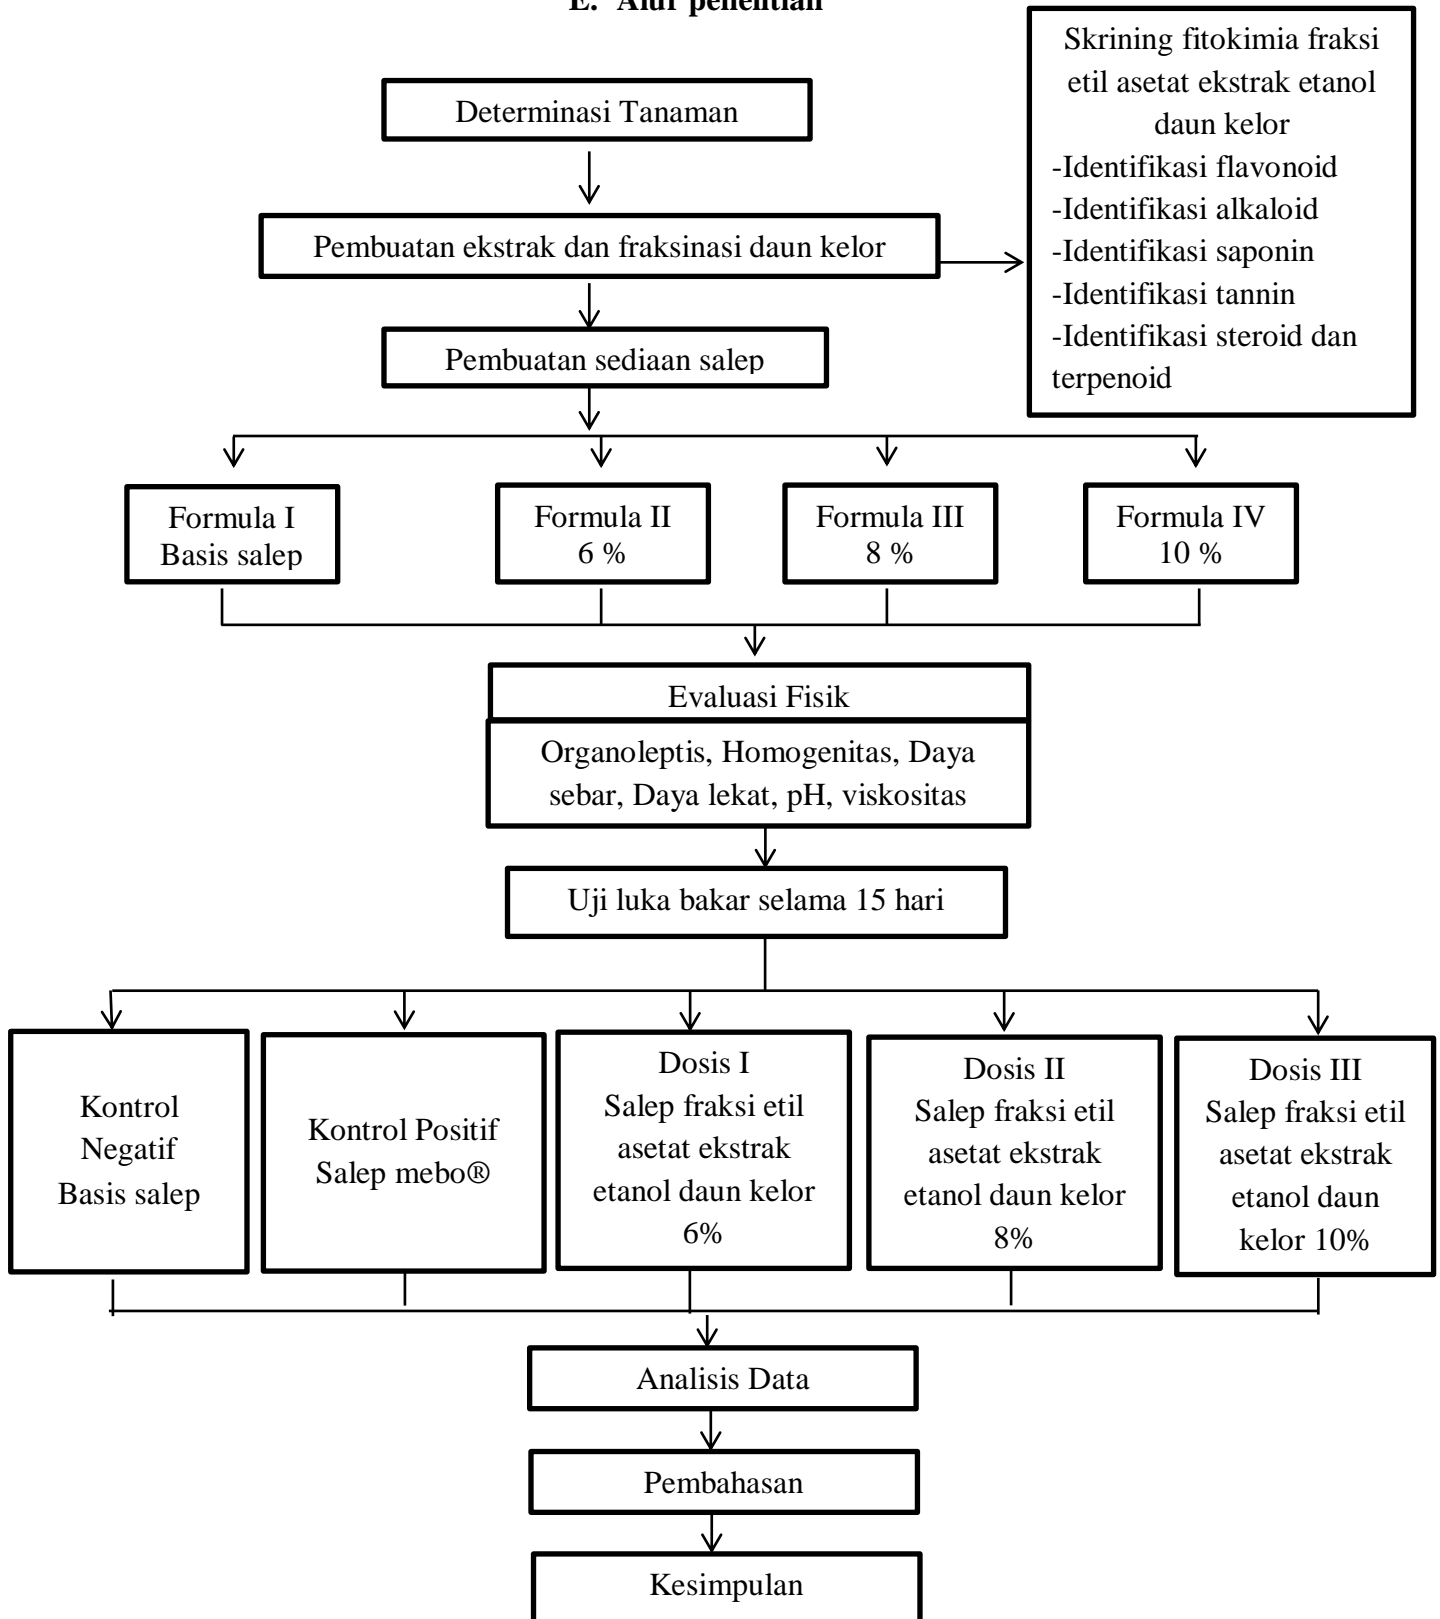 E. Alur penelitian
Determinasi Tanaman
Skrining fitokimia fraksi
etil asetat ekstrak etanol
daun kelor
-Identifikasi flavonoid
-Identifikasi alkaloid
-Identifikasi saponin
-Identifikasi tannin
-Identifikasi steroid dan
terpenoid
Pembuatan ekstrak dan fraksinasi daun kelor
Pembuatan sediaan salep
Formula I
Basis salep
Formula II
6 %
Formula III
8 %
Formula IV
10 %
Evaluasi Fisik
Organoleptis, Homogenitas, Daya
sebar, Daya lekat, pH, viskositas
Uji luka bakar selama 15 hari
Kontrol
Negatif
Basis salep
Kontrol Positif
Salep mebo®
Dosis I
Salep fraksi etil
asetat ekstrak
etanol daun kelor
6%
Dosis II
Salep fraksi etil
asetat ekstrak
etanol daun kelor
8%
Dosis III
Salep fraksi etil
asetat ekstrak
etanol daun
kelor 10%
Analisis Data
Pembahasan
Kesimpulan